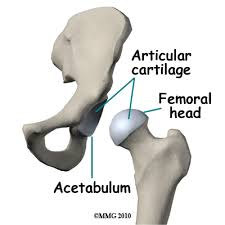 Articular
cartilage
Femoral
head
Acetabulum
©MMG 2010